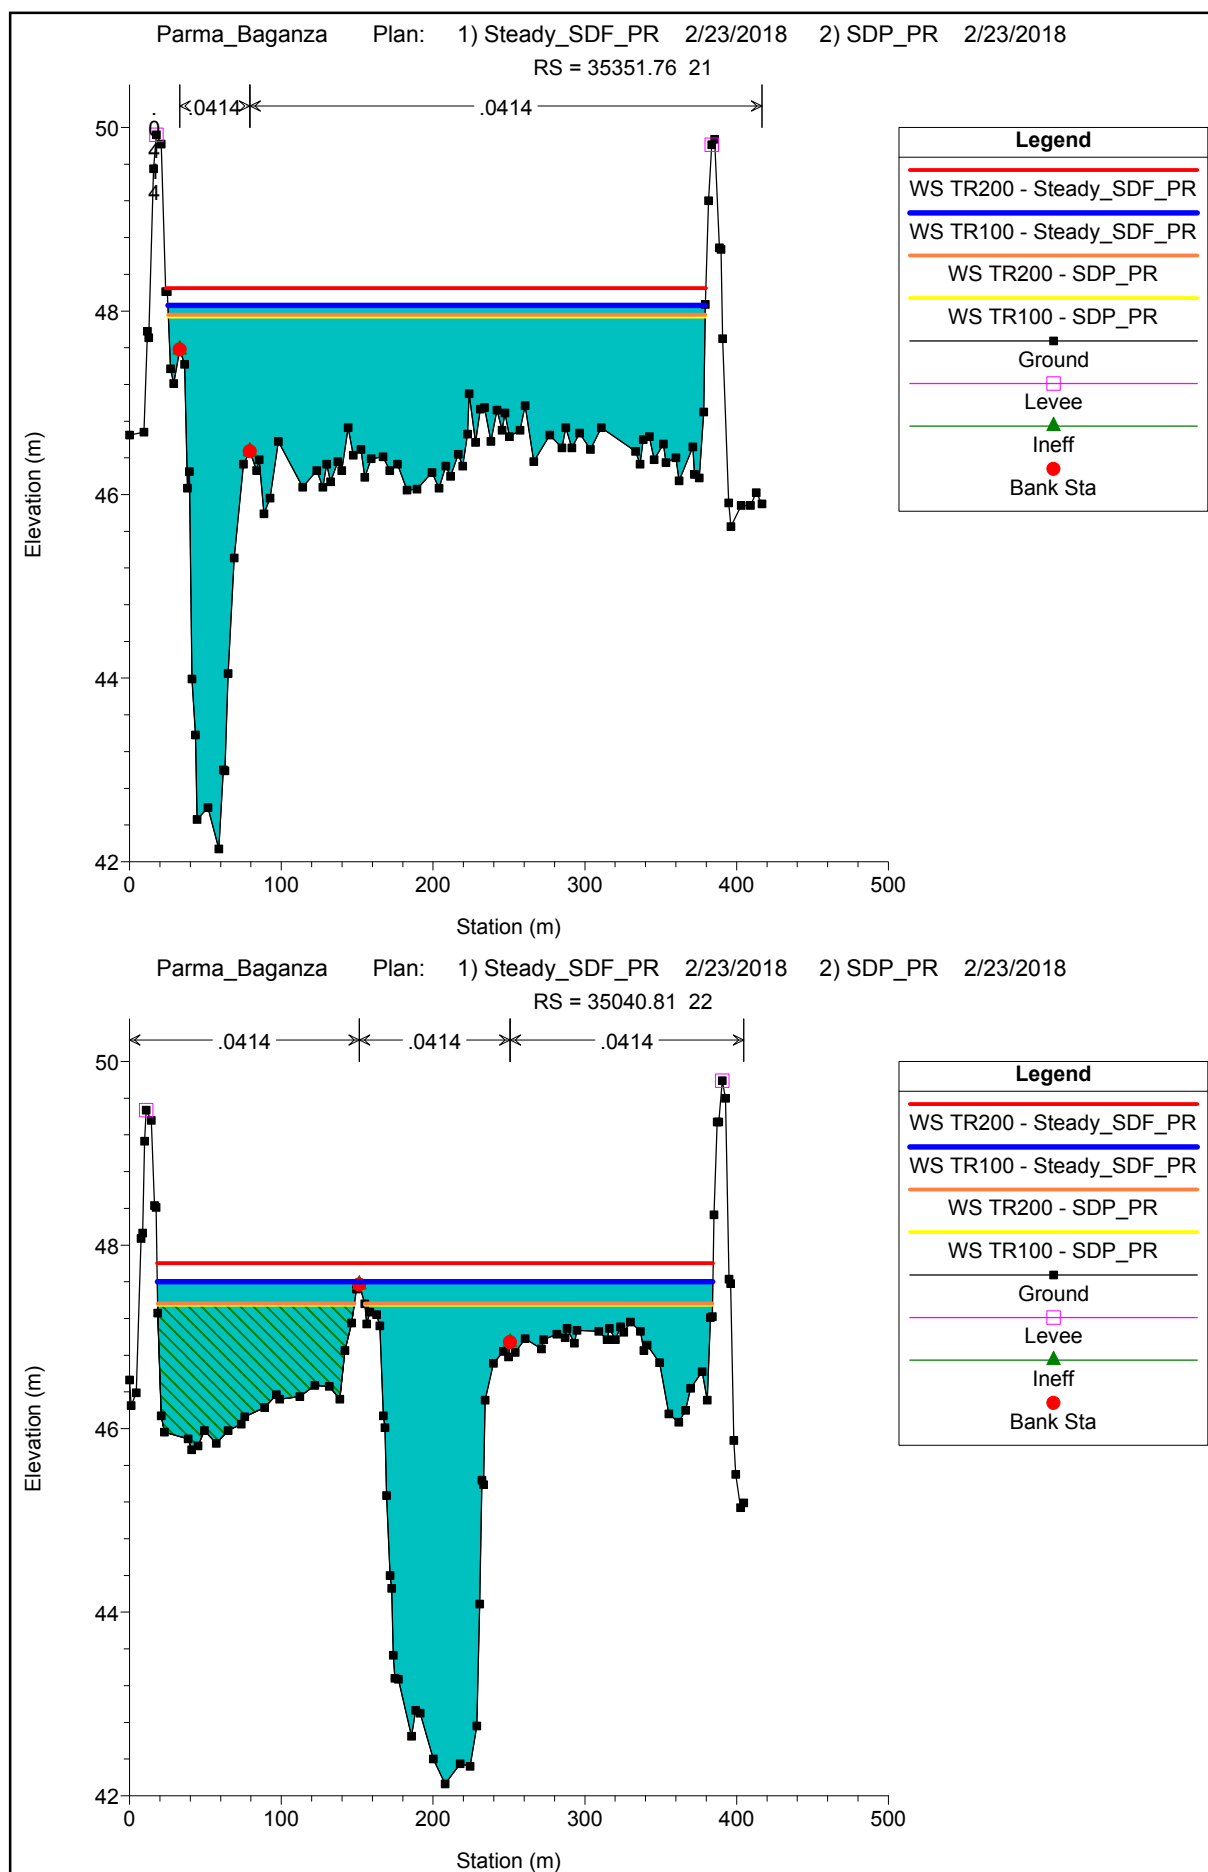 Parma_Baganza Plan: 1) Steady_SDF_PR 2/23/2018 2) SDP_PR 2/23/2018
RS = 35351.76 21
.0414
.0414
.0414
50
48
46
44
42
Elevation (m)
0 100 200 300 400 500
Station (m)
Legend
WS TR200 - Steady_SDF_PR
WS TR100 - Steady_SDF_PR
WS TR200 - SDP_PR
WS TR100 - SDP_PR
Ground
Levee
Ineff
Bank Sta
Parma_Baganza Plan: 1) Steady_SDF_PR 2/23/2018 2) SDP_PR 2/23/2018
RS = 35040.81 22
.0414 .0414 .0414
50
48
46
44
42
Elevation (m)
0 100 200 300 400 500
Station (m)
Legend
WS TR200 - Steady_SDF_PR
WS TR100 - Steady_SDF_PR
WS TR200 - SDP_PR
WS TR100 - SDP_PR
Ground
Levee
Ineff
Bank Sta